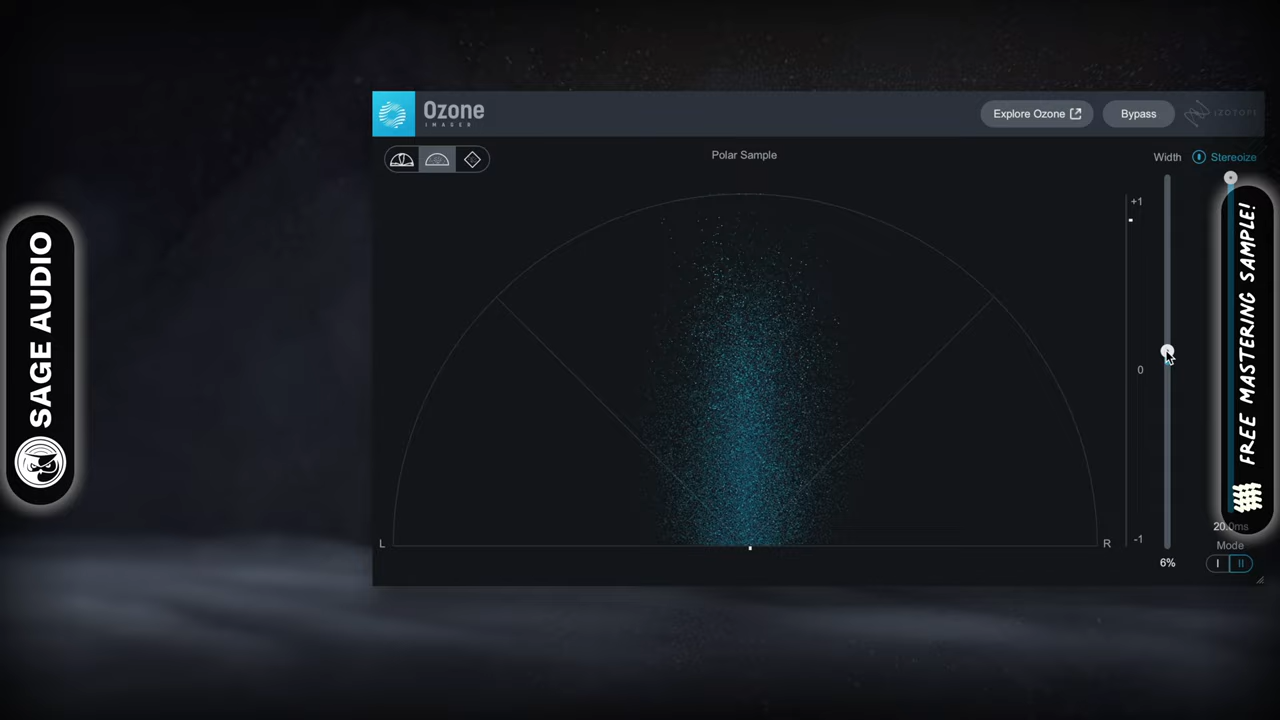 SAGE AUDIO
Ozone
IMAGER
Explore Ozone
Bypass
IZOTOPE
Polar Sample
Width
Stereoize
+1
0
-1
L
R
6%
20.0ms
Mode
I
II
FREE MASTERING SAMPLE!